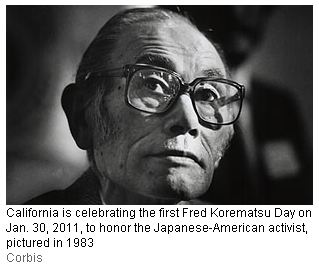 California is celebrating the first Fred Korematsu Day on
Jan. 30, 2011, to honor the Japanese-American activist,
pictured in 1983
Corbis